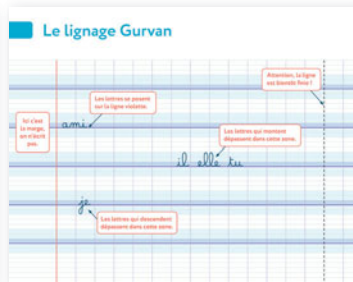 Le lignage Gurvan
Attention, la ligne
est bientôt finie !
Les lettres se posent
sur la ligne violette.
Ici c'est
la marge,
on n'écrit
pas.
ami
Les lettres qui montent
dépassent dans cette zone.
il elle tu
je
Les lettres qui descendent
dépassent dans cette zone.